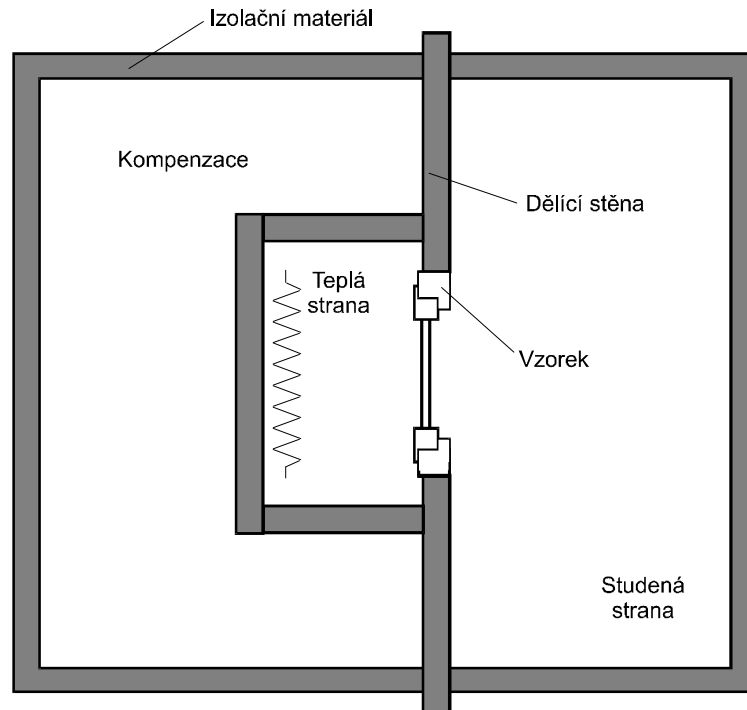 Izolační materiál
Kompenzace
Dělící stěna
Teplá
strana
Vzorek
Studená
strana